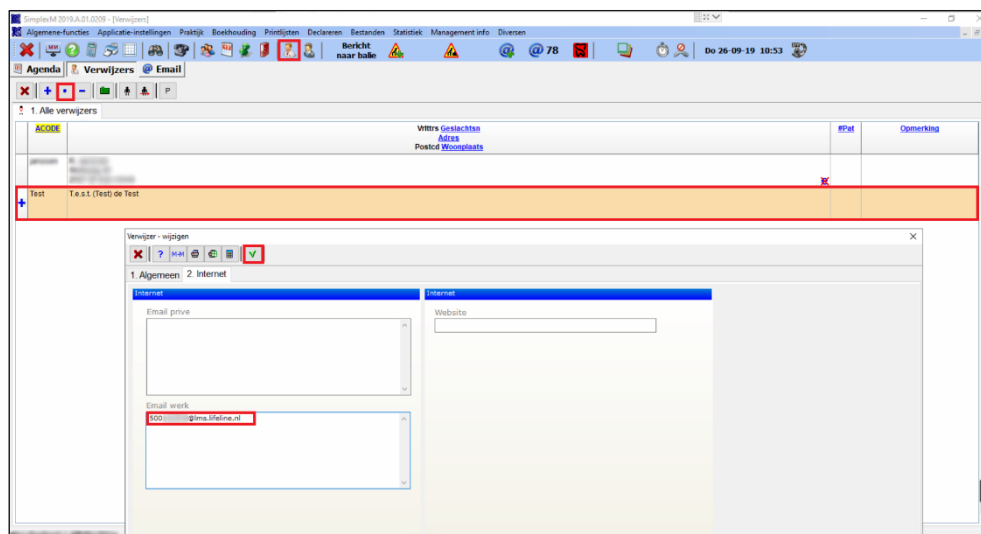 SimplexM 2019.A.01.0209 - [Verwijzers]
Algemene-functies Applicatie-instellingen Praktijk Boekhouding Printlijsten Declareren Bestanden Statistiek Management info Diversen
Bericht
naar balie
@ 78
Do 26-09-19 10:53
Agenda
Verwijzers
@ Email
P
1. Alle verwijzers
ACODE
Vrlttrs Geslachtsn
Adres
Postcd Woonplaats
#Pat
Opmerking
Test
T.e.s.t. (Test) de Test
Verwijzer - wijzigen
? M-M
1. Algemeen
2. Internet
Internet
Internet
Email prive
Website
Email werk
500
@lms.lifeline.nl